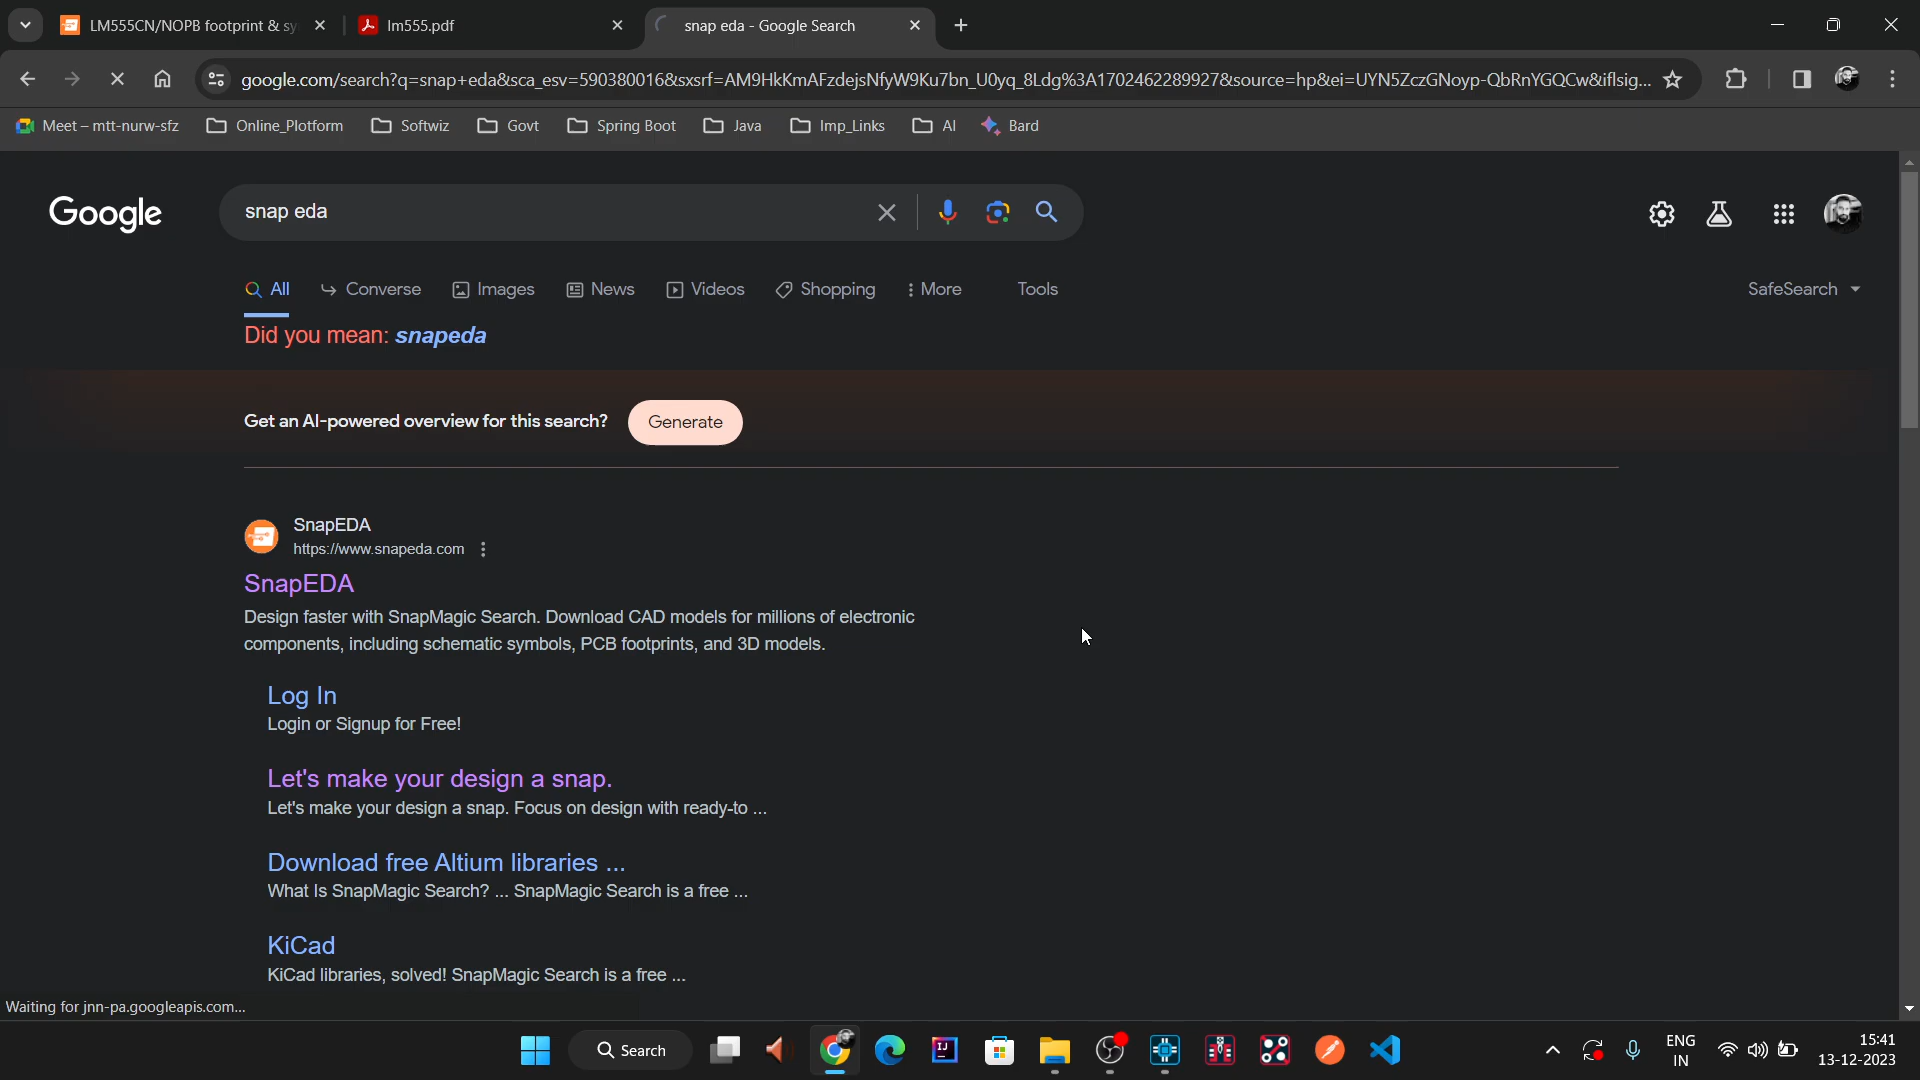 LM555CN/NOPB footprint & sy
lm555.pdf
snap eda - Google Search
google.com/search?q=snap+eda&sca_esv=590380016&sxsrf=AM9HkKmAFzdejsNfyW9Ku7bn_U0yq_8Ldg%3A1702462289927&source=hp&ei=UYN5ZczGNoyp-QbRnYGQCw&iflsig...
Meet – mtt-nurw-sfz
Online_Plotform
Softwiz
Govt
Spring Boot
Java
Imp_Links
AI
Bard
Google
snap eda
All
Converse
Images
News
Videos
Shopping
More
Tools
SafeSearch
Did you mean: snapeda
Get an AI-powered overview for this search?
Generate
SnapEDA
https://www.snapeda.com
SnapEDA
Design faster with SnapMagic Search. Download CAD models for millions of electronic
components, including schematic symbols, PCB footprints, and 3D models.
Log In
Login or Signup for Free!
Let's make your design a snap.
Let's make your design a snap. Focus on design with ready-to ...
Download free Altium libraries ...
What Is SnapMagic Search? ... SnapMagic Search is a free ...
KiCad
KiCad libraries, solved! SnapMagic Search is a free ...
Waiting for jnn-pa.googleapis.com...
Search
ENG
IN
15:41
13-12-2023